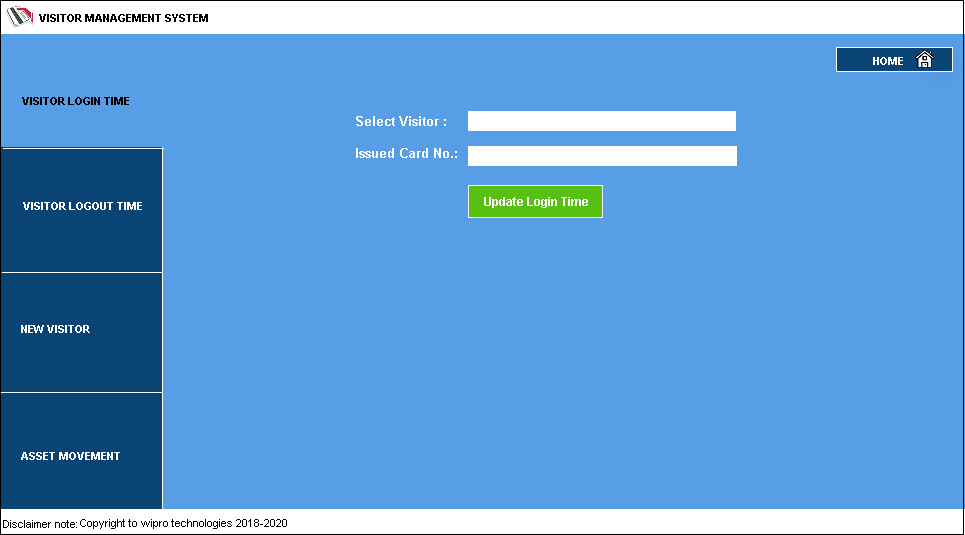 VISITOR MANAGEMENT SYSTEM
HOME
VISITOR LOGIN TIME
Select Visitor :
Issued Card No.:
Update Login Time
VISITOR LOGOUT TIME
NEW VISITOR
ASSET MOVEMENT
Disclaimer note: Copyright to wipro technologies 2018-2020